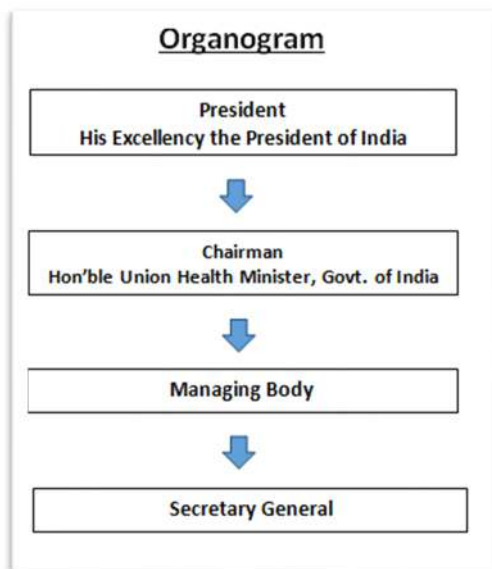 Organogram
President
His Excellency the President of India
Chairman
Hon'ble Union Health Minister, Govt. of India
Managing Body
Secretary General